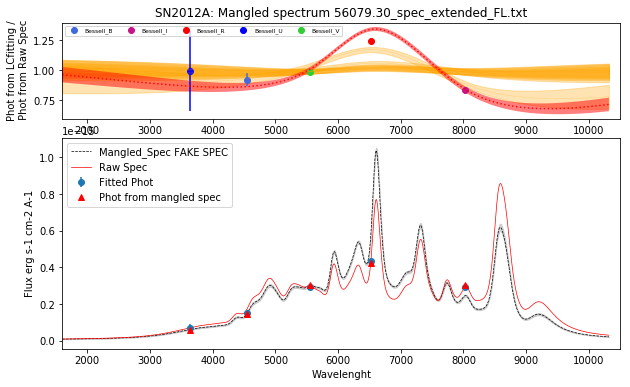 SN2012A: Mangled spectrum 56079.30_spec_extended_FL.txt
Phot from LCfitting /
Phot from Raw Spec
1.25
1.00
0.75
Bessell_B
Bessell_I
Bessell_R
Bessell_U
Bessell_V
2000 3000 4000 5000 6000 7000 8000 9000 10000
1e−15
Flux erg s-1 cm-2 A-1
1.0
0.8
0.6
0.4
0.2
0.0
Mangled_Spec FAKE SPEC
Raw Spec
Fitted Phot
Phot from mangled spec
2000 3000 4000 5000 6000 7000 8000 9000 10000
Wavelenght